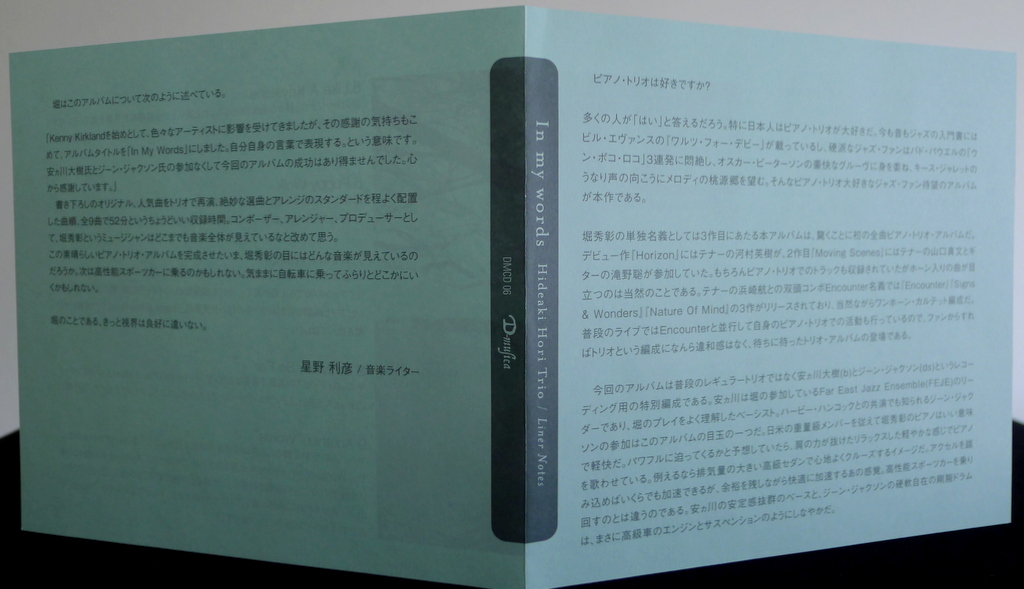 堀はこのアルバムについて次のように述べている。
「Kenny Kirklandを始めとして、色々なアーティストに影響を受けてきましたが、その感謝の気持ちもこ
めて、アルバムタイトルを「In My Words」にしました。自分自身の言葉で表現する。という意味です。
安ヵ川大樹氏とジーン・ジャクソン氏の参加なくして今回のアルバムの成功はあり得ませんでした。心
から感謝しています。」
書き下ろしのオリジナル、人気曲をトリオで再演、絶妙な選曲とアレンジのスタンダードを程よく配置
した曲順。全9曲で52分というちょうどいい収録時間。コンポーザー、アレンジャー、プロデューサーとし
て、堀秀彰というミュージシャンはどこまでも音楽全体が見えているなと改めて思う。
この素晴らしいピアノ・トリオ・アルバムを完成させたいま、堀秀彰の目にはどんな音楽が見えているの
だろうか。次は高性能スポーツカーに乗るのかもしれない。気ままに自転車に乗ってふらりとどこかにい
くかもしれない。
堀のことである、きっと視界は良好に違いない。
星野 利彦 / 音楽ライター
In my words Hideaki Hori Trio / Liner Notes
DMCD 06 D-musica
ピアノ・トリオは好きですか?
多くの人が「はい」と答えるだろう。特に日本人はピアノ・トリオが大好きだ。今も昔もジャズの入門書には
ビル・エヴァンスの「ワルツ・フォー・デビー」が載っているし、硬派なジャズ・ファンはバド・パウエルの「ウ
ン・ポコ・ロコ」3連発に悶絶し、オスカー・ピーターソンの豪快なグルーヴに身を委ね、キース・ジャレットの
うなり声の向こうにメロディの桃源郷を望む。そんなピアノ・トリオ大好きなジャズ・ファン待望のアルバム
が本作である。
堀秀彰の単独名義としては3作目にあたる本アルバムは、驚くことに初の全曲ピアノ・トリオアルバムだ。
デビュー作『Horizon』にはテナーの河村英樹が、2作目『Moving Scenes』にはテナーの山口真文とギ
ターの滝野聡が参加していた。もちろんピアノ・トリオでのトラックも収録されていたがホーン入りの曲が目
立つのは当然のことである。テナーの浜崎航との双頭コンボEncounter名義では『Encounter』『Signs
& Wonders』『Nature Of Mind』の3作がリリースされており、当然ながらワンホーン・カルテット編成だ。
普段のライブではEncounterと並行して自身のピアノ・トリオでの活動も行っているので、ファンからすれ
ばトリオという編成になんら違和感はなく、待ちに待ったトリオ・アルバムの登場である。
今回のアルバムは普段のレギュラートリオではなく安ヵ川大樹(b)とジーン・ジャクソン(ds)というレコー
ディング用の特別編成である。安ヵ川は堀の参加しているFar East Jazz Ensemble(FEJE)のリー
ダーであり、堀のプレイをよく理解したベーシスト。ハービー・ハンコックとの共演でも知られるジーン・ジャク
ソンの参加はこのアルバムの目玉の一つだ。日米の重量級メンバーを従えて堀秀彰のピアノはいい意味
で軽快だ。パワフルに迫ってくるかと予想していたら、肩の力が抜けたリラックスした軽やかな感じでピアノ
を歌わせている。例えるなら排気量の大きい高級セダンで心地よくクルーズするイメージだ。アクセルを踏
み込めばいくらでも加速できるが、余裕を残しながら快適に加速するあの感覚。高性能スポーツカーを乗り
回すのとは違うのである。安ヵ川の安定感抜群のベースと、ジーン・ジャクソンの硬軟自在の剛腕ドラム
は、まさに高級車のエンジンとサスペンションのようにしなやかだ。